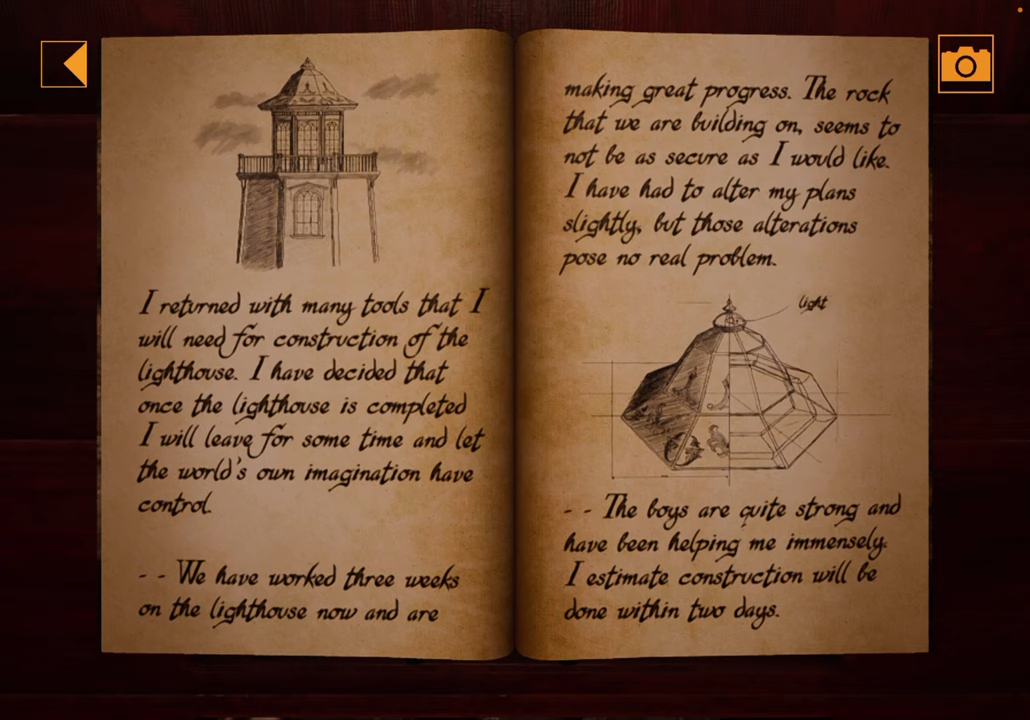 I returned with many tools that I
will need for construction of the
lighthouse. I have decided that
once the lighthouse is completed
I will leave for some time and let
the world's own imagination have
control.
- - We have worked three weeks
on the lighthouse now and are
making great progress. The rock
that we are building on, seems to
not be as secure as I would like.
I have had to alter my plans
slightly, but those alterations
pose no real problem.
light
- - The boys are quite strong and
have been helping me immensely.
I estimate construction will be
done within two days.